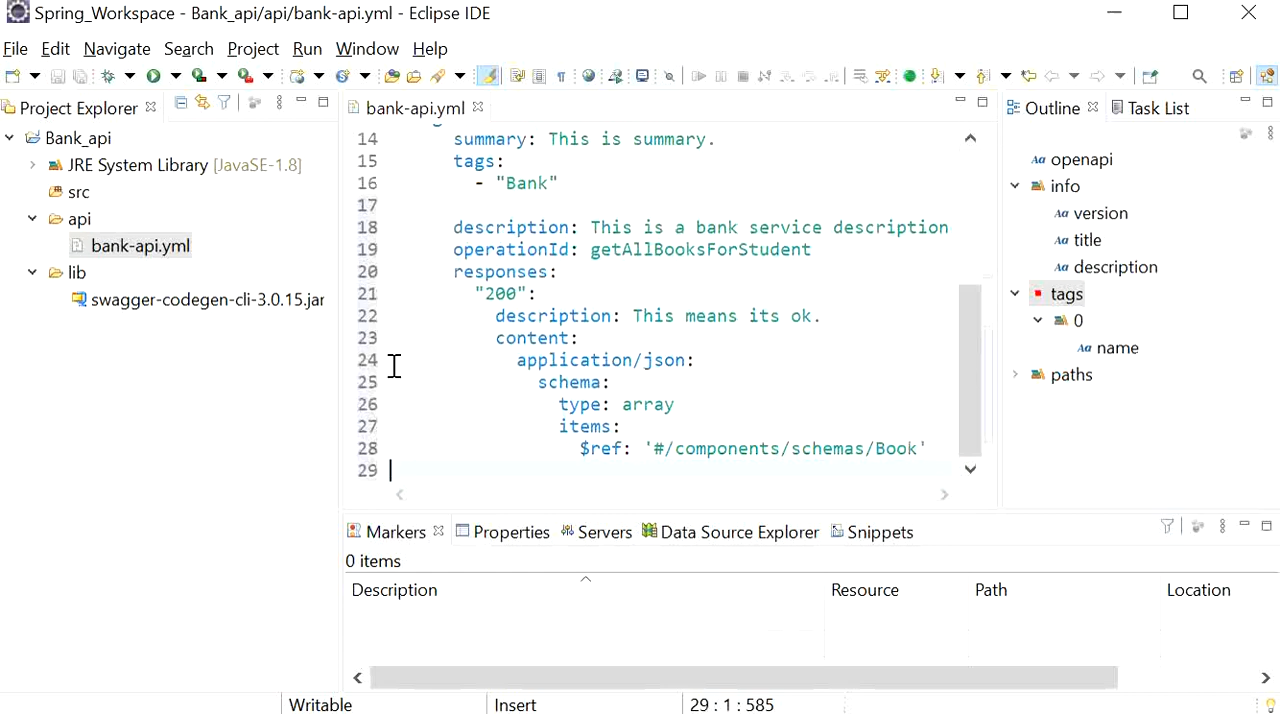 Spring_Workspace - Bank_api/api/bank-api.yml - Eclipse IDE
File Edit Navigate Search Project Run Window Help
Project Explorer
Bank_api
JRE System Library [JavaSE-1.8]
src
api
bank-api.yml
lib
swagger-codegen-cli-3.0.15.jar
bank-api.yml
14 summary: This is summary.
15 tags:
16 - "Bank"
17
18 description: This is a bank service description
19 operationId: getAllBooksForStudent
20 responses:
21 "200":
22 description: This means its ok.
23 content:
24 application/json:
25 schema:
26 type: array
27 items:
28 $ref: '#/components/schemas/Book'
29
Outline Task List
openapi
info
version
title
description
tags
0
name
paths
Markers Properties Servers Data Source Explorer Snippets
0 items
Description Resource Path Location
Writable Insert 29 : 1 : 585